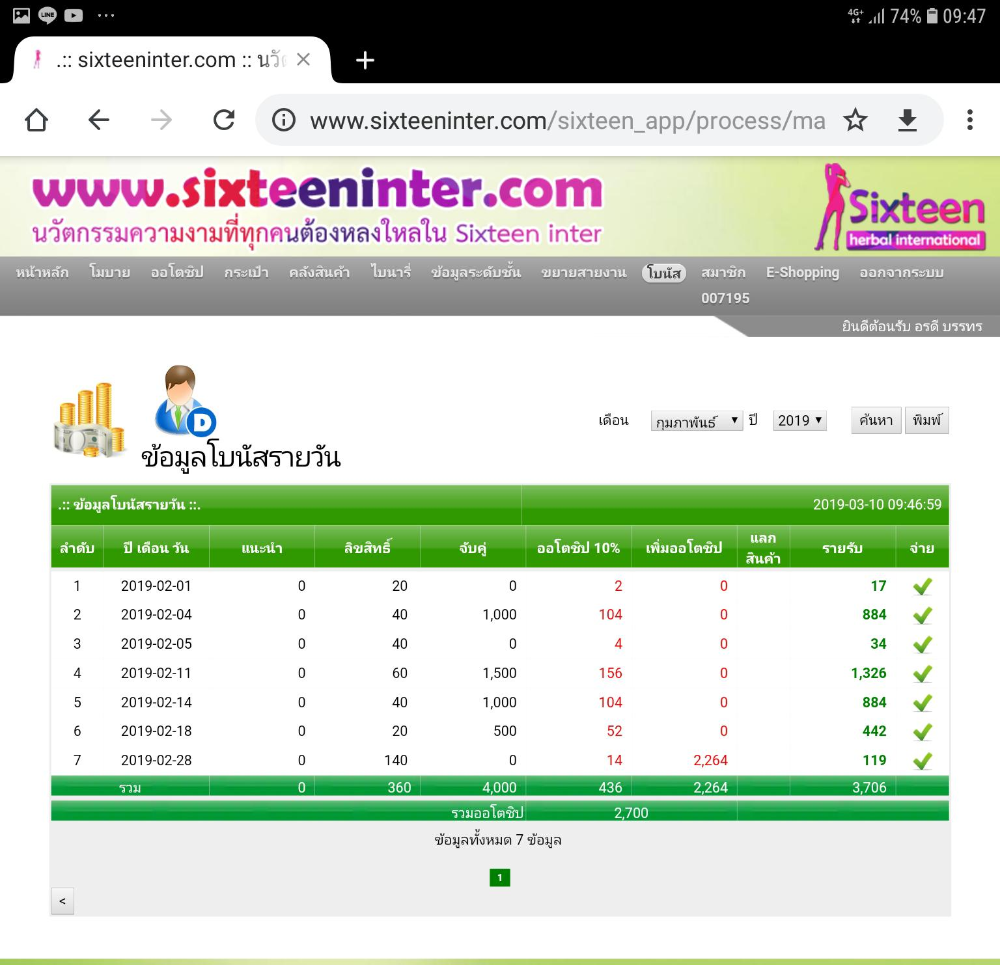 LINE ... 4G+ 74% 09:47
.:: sixteeninter.com :: นวัต
www.sixteeninter.com/sixteen_app/process/ma
www.sixteeninter.com
นวัตกรรมความงามที่ทุกคนต้องหลงใหลใน Sixteen inter
Sixteen
herbal international
หน้าหลัก โมบาย ออโตชิป กระเป๋า คลังสินค้า ไบนารี่ ข้อมูลระดับชั้น ขยายสายงาน โบนัส สมาชิก E-Shopping ออกจากระบบ
007195
ยินดีต้อนรับ อรดี บรรทร
D
ข้อมูลโบนัสรายวัน
เดือน กุมภาพันธ์ ปี 2019 ค้นหา พิมพ์
.:: ข้อมูลโบนัสรายวัน ::. 2019-03-10 09:46:59
ลำดับ ปี เดือน วัน แนะนำ ลิขสิทธิ์ จับคู่ ออโตชิป 10% เพิ่มออโตชิป แลก สินค้า รายรับ จ่าย
1 2019-02-01 0 20 0 2 0 17
2 2019-02-04 0 40 1,000 104 0 884
3 2019-02-05 0 40 0 4 0 34
4 2019-02-11 0 60 1,500 156 0 1,326
5 2019-02-14 0 40 1,000 104 0 884
6 2019-02-18 0 20 500 52 0 442
7 2019-02-28 0 140 0 14 2,264 119
รวม 0 360 4,000 436 2,264 3,706
รวมออโตชิป 2,700
ข้อมูลทั้งหมด 7 ข้อมูล
1
<